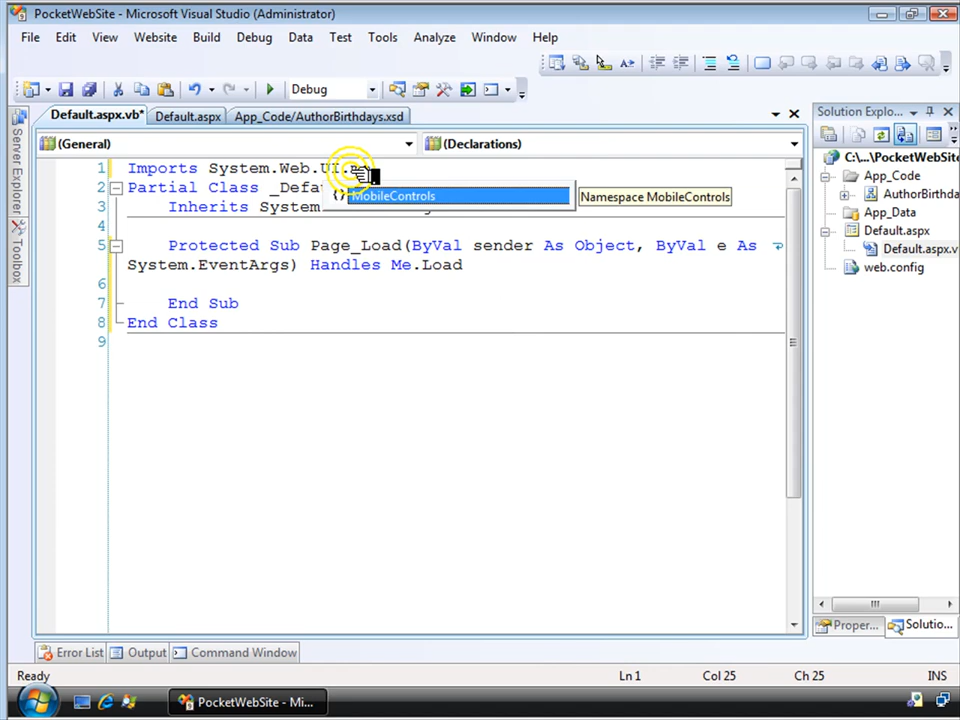 PocketWebSite - Microsoft Visual Studio (Administrator)
File Edit View Website Build Debug Data Test Tools Analyze Window Help
Debug
Default.aspx.vb* Default.aspx App_Code/AuthorBirthdays.xsd
Solution Explo...
Server Explorer
Toolbox
(General) (Declarations)
1 Imports System.Web.UI.
2 Partial Class
MobileControls
Namespace MobileControls
3 Inherits System.
4
5 Protected Sub Page_Load(ByVal sender As Object, ByVal e As
System.EventArgs) Handles Me.Load
6
7 End Sub
8 End Class
9
C:\...\PocketWebSite
App_Code
AuthorBirthda
App_Data
Default.aspx
Default.aspx.v
web.config
Proper... Solutio...
Error List Output Command Window
Ready Ln 1 Col 25 Ch 25 INS
PocketWebSite - Mi...